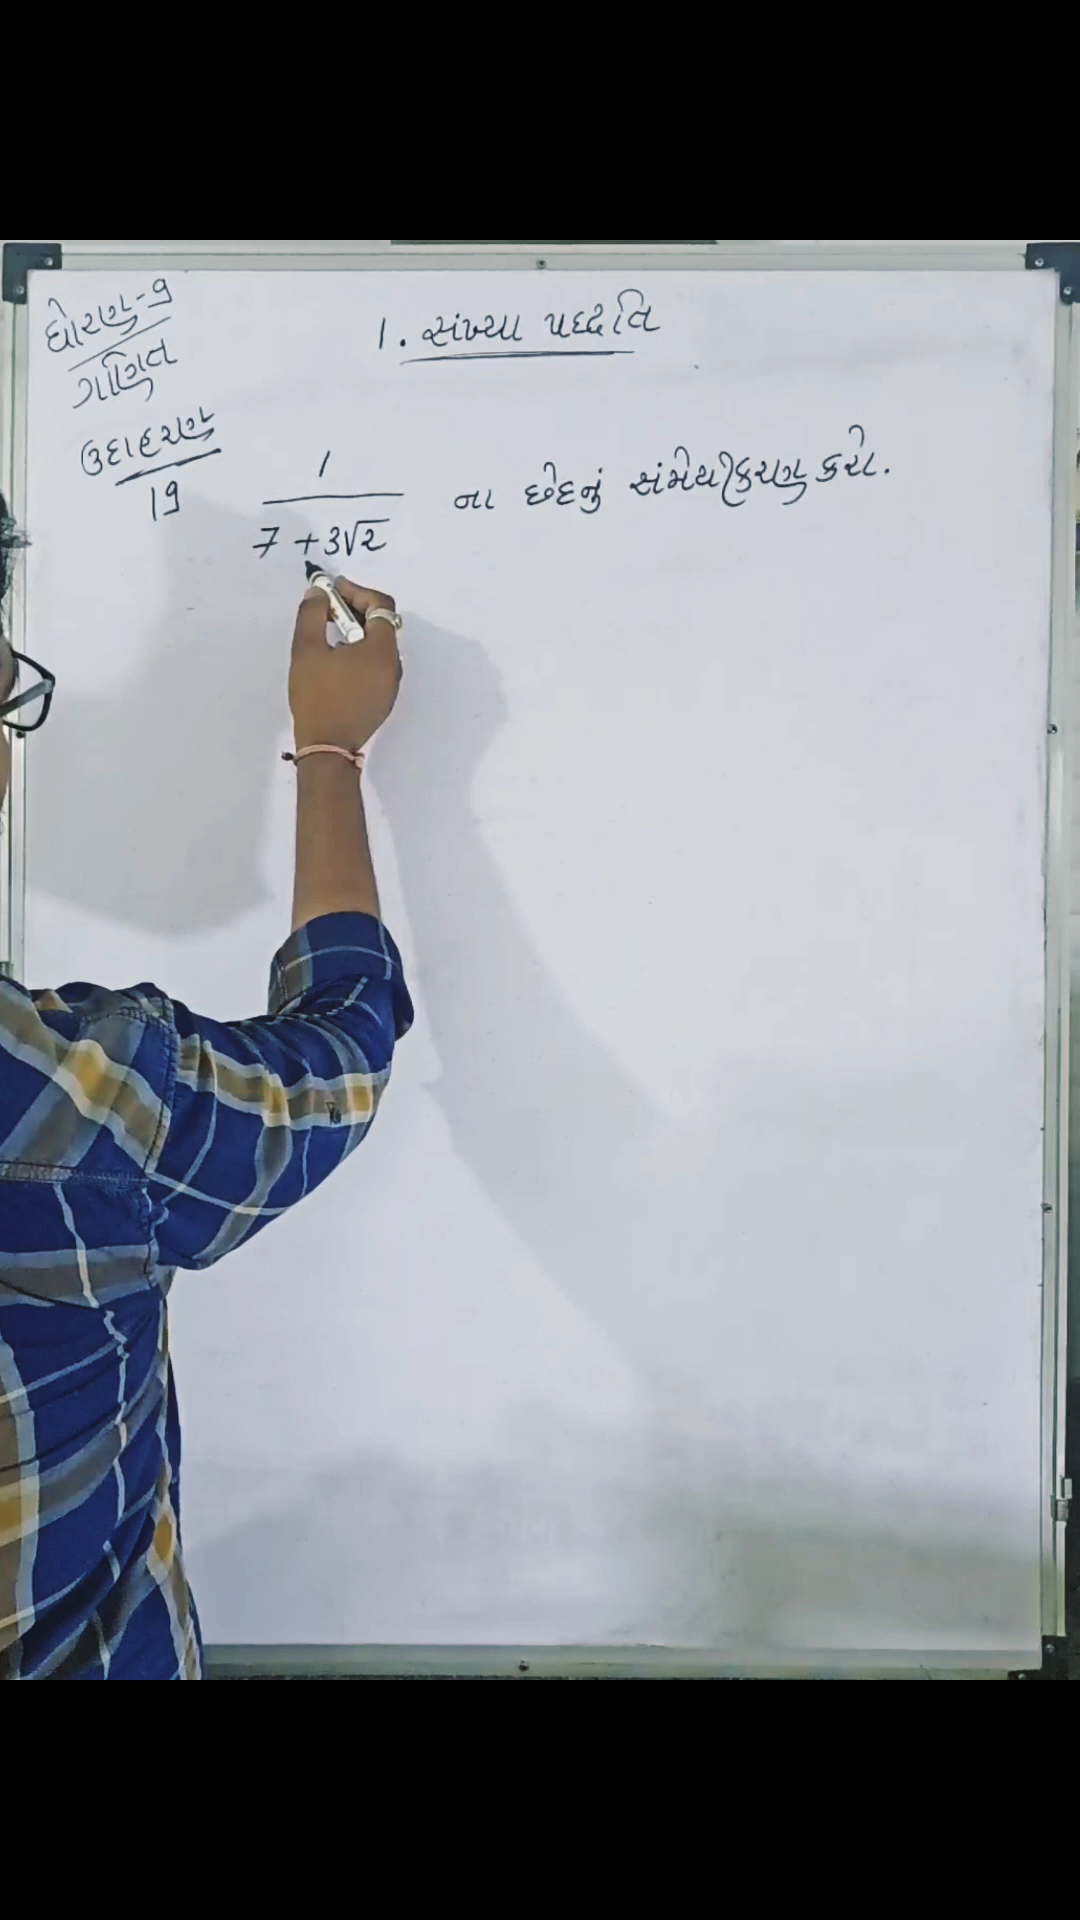 ધોરણ-9
ગણિત
1. સંખ્યા પદ્ધતિ
ઉદાહરણ
19
1
7 + 3√2
ના છેદનું સંમેયીકરણ કરો.